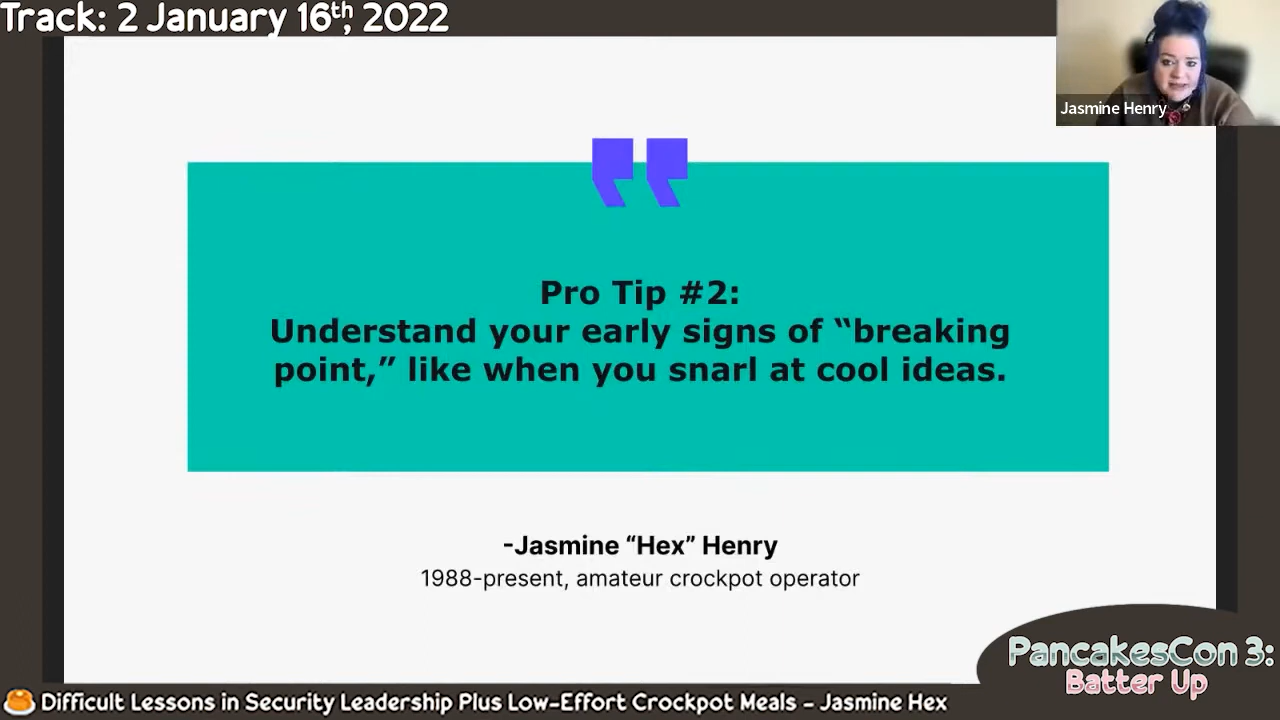 Track: 2 January 16th, 2022
Jasmine Henry
Pro Tip #2:
Understand your early signs of “breaking
point,” like when you snarl at cool ideas.
-Jasmine “Hex” Henry
1988-present, amateur crockpot operator
PancakesCon 3:
Batter Up
Difficult Lessons in Security Leadership Plus Low-Effort Crockpot Meals - Jasmine Hex